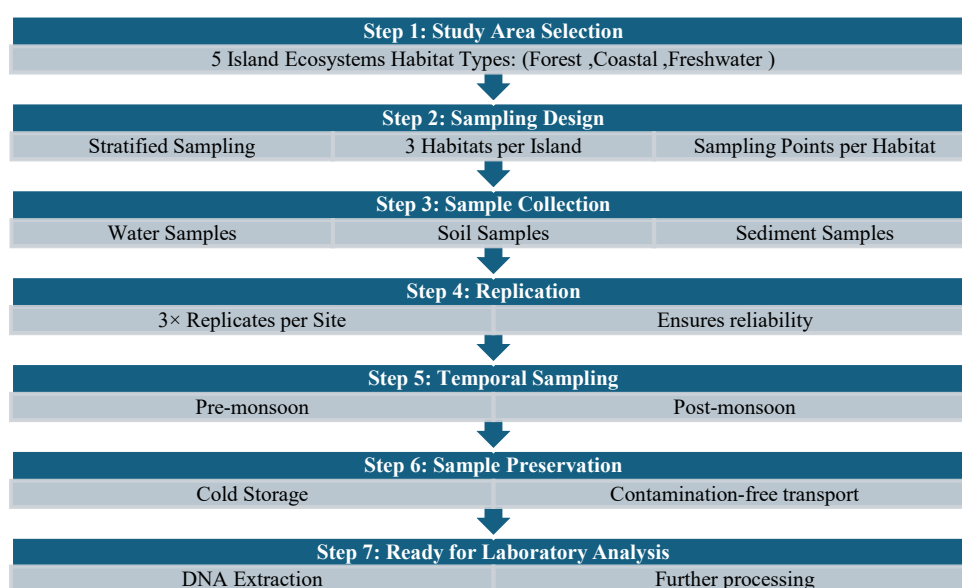 Step 1: Study Area Selection
5 Island Ecosystems Habitat Types: (Forest ,Coastal ,Freshwater )
Step 2: Sampling Design
Stratified Sampling
3 Habitats per Island
Sampling Points per Habitat
Step 3: Sample Collection
Water Samples
Soil Samples
Sediment Samples
Step 4: Replication
3× Replicates per Site
Ensures reliability
Step 5: Temporal Sampling
Pre-monsoon
Post-monsoon
Step 6: Sample Preservation
Cold Storage
Contamination-free transport
Step 7: Ready for Laboratory Analysis
DNA Extraction
Further processing